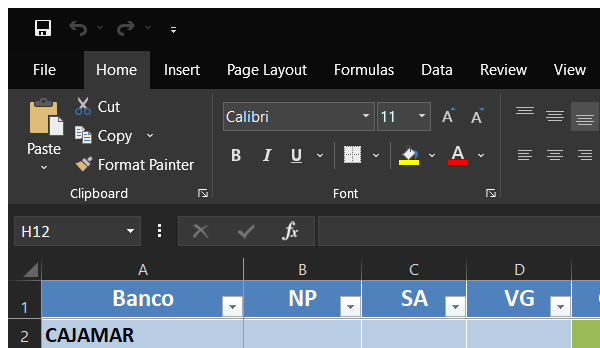 File Home Insert Page Layout Formulas Data Review View
Cut
Copy
Format Painter
Paste
Clipboard
Calibri 11
A A
B I U A
Font
H12 fx
A B C D
1 Banco NP SA VG
2 CAJAMAR